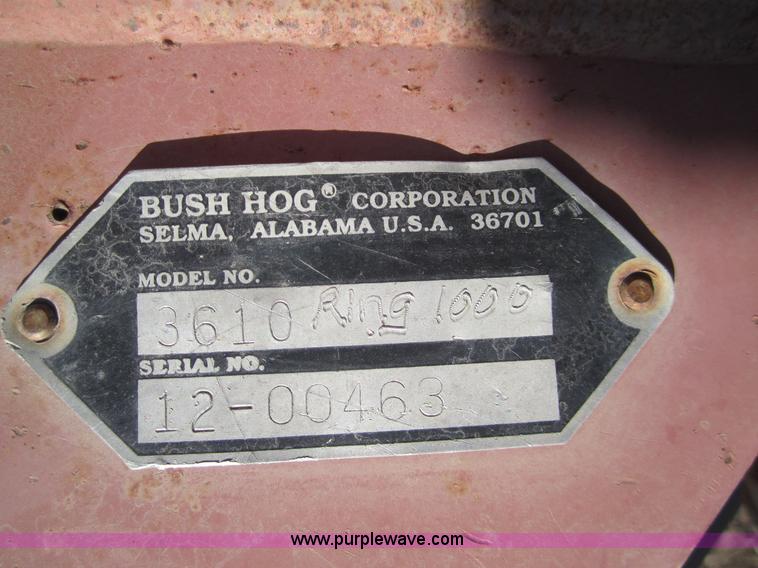 BUSH HOG® CORPORATION
SELMA, ALABAMA U.S.A. 36701
MODEL NO.
3610 Ring 1000
SERIAL NO.
12-00463
www.purplewave.com